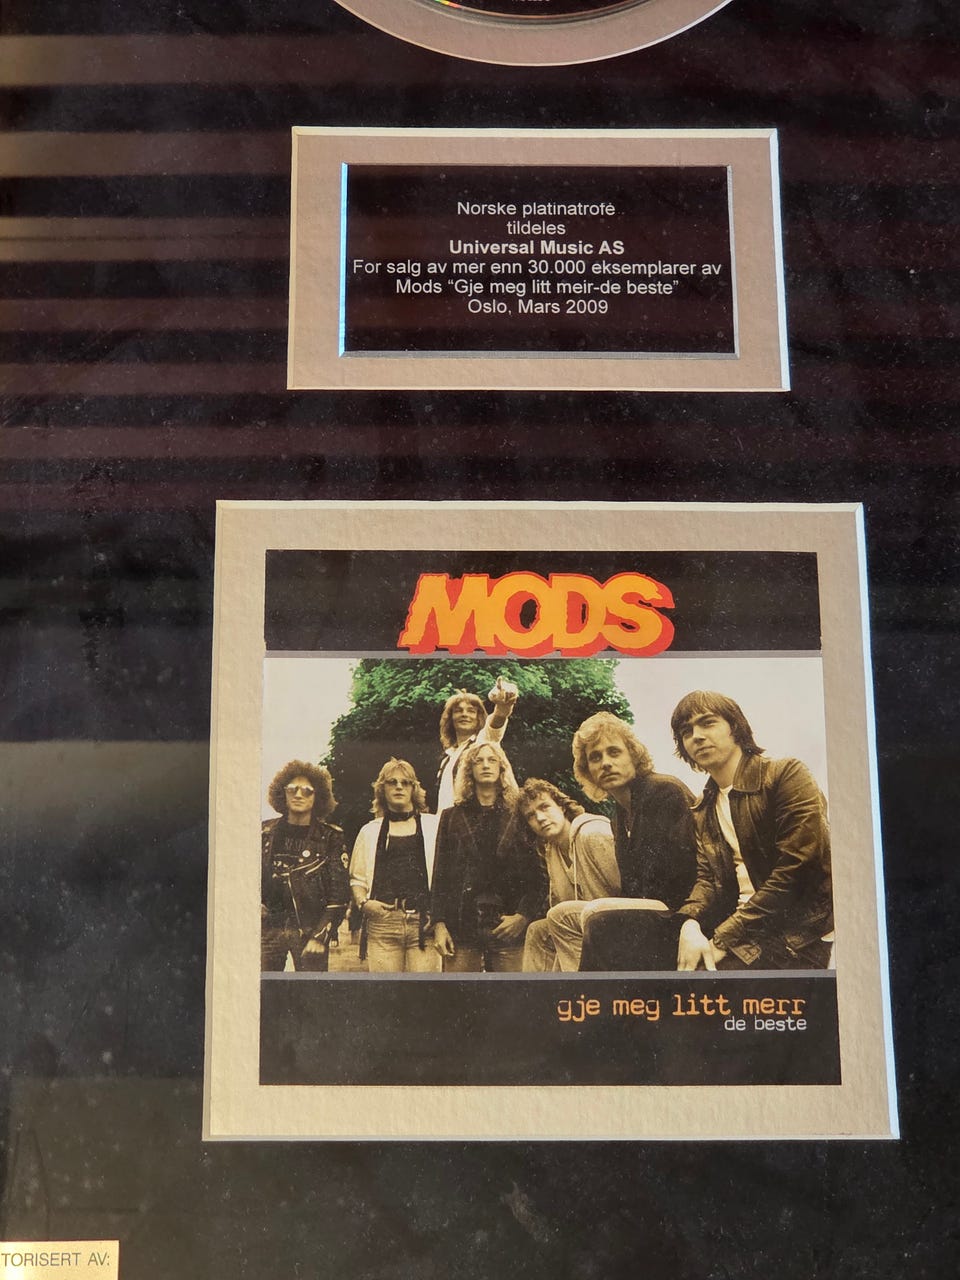 Norske platinatrofè
tildeles
Universal Music AS
For salg av mer enn 30.000 eksemplarer av
Mods “Gje meg litt meir-de beste”
Oslo, Mars 2009
MODS
gje meg litt merr
de beste
TORISERT AV: